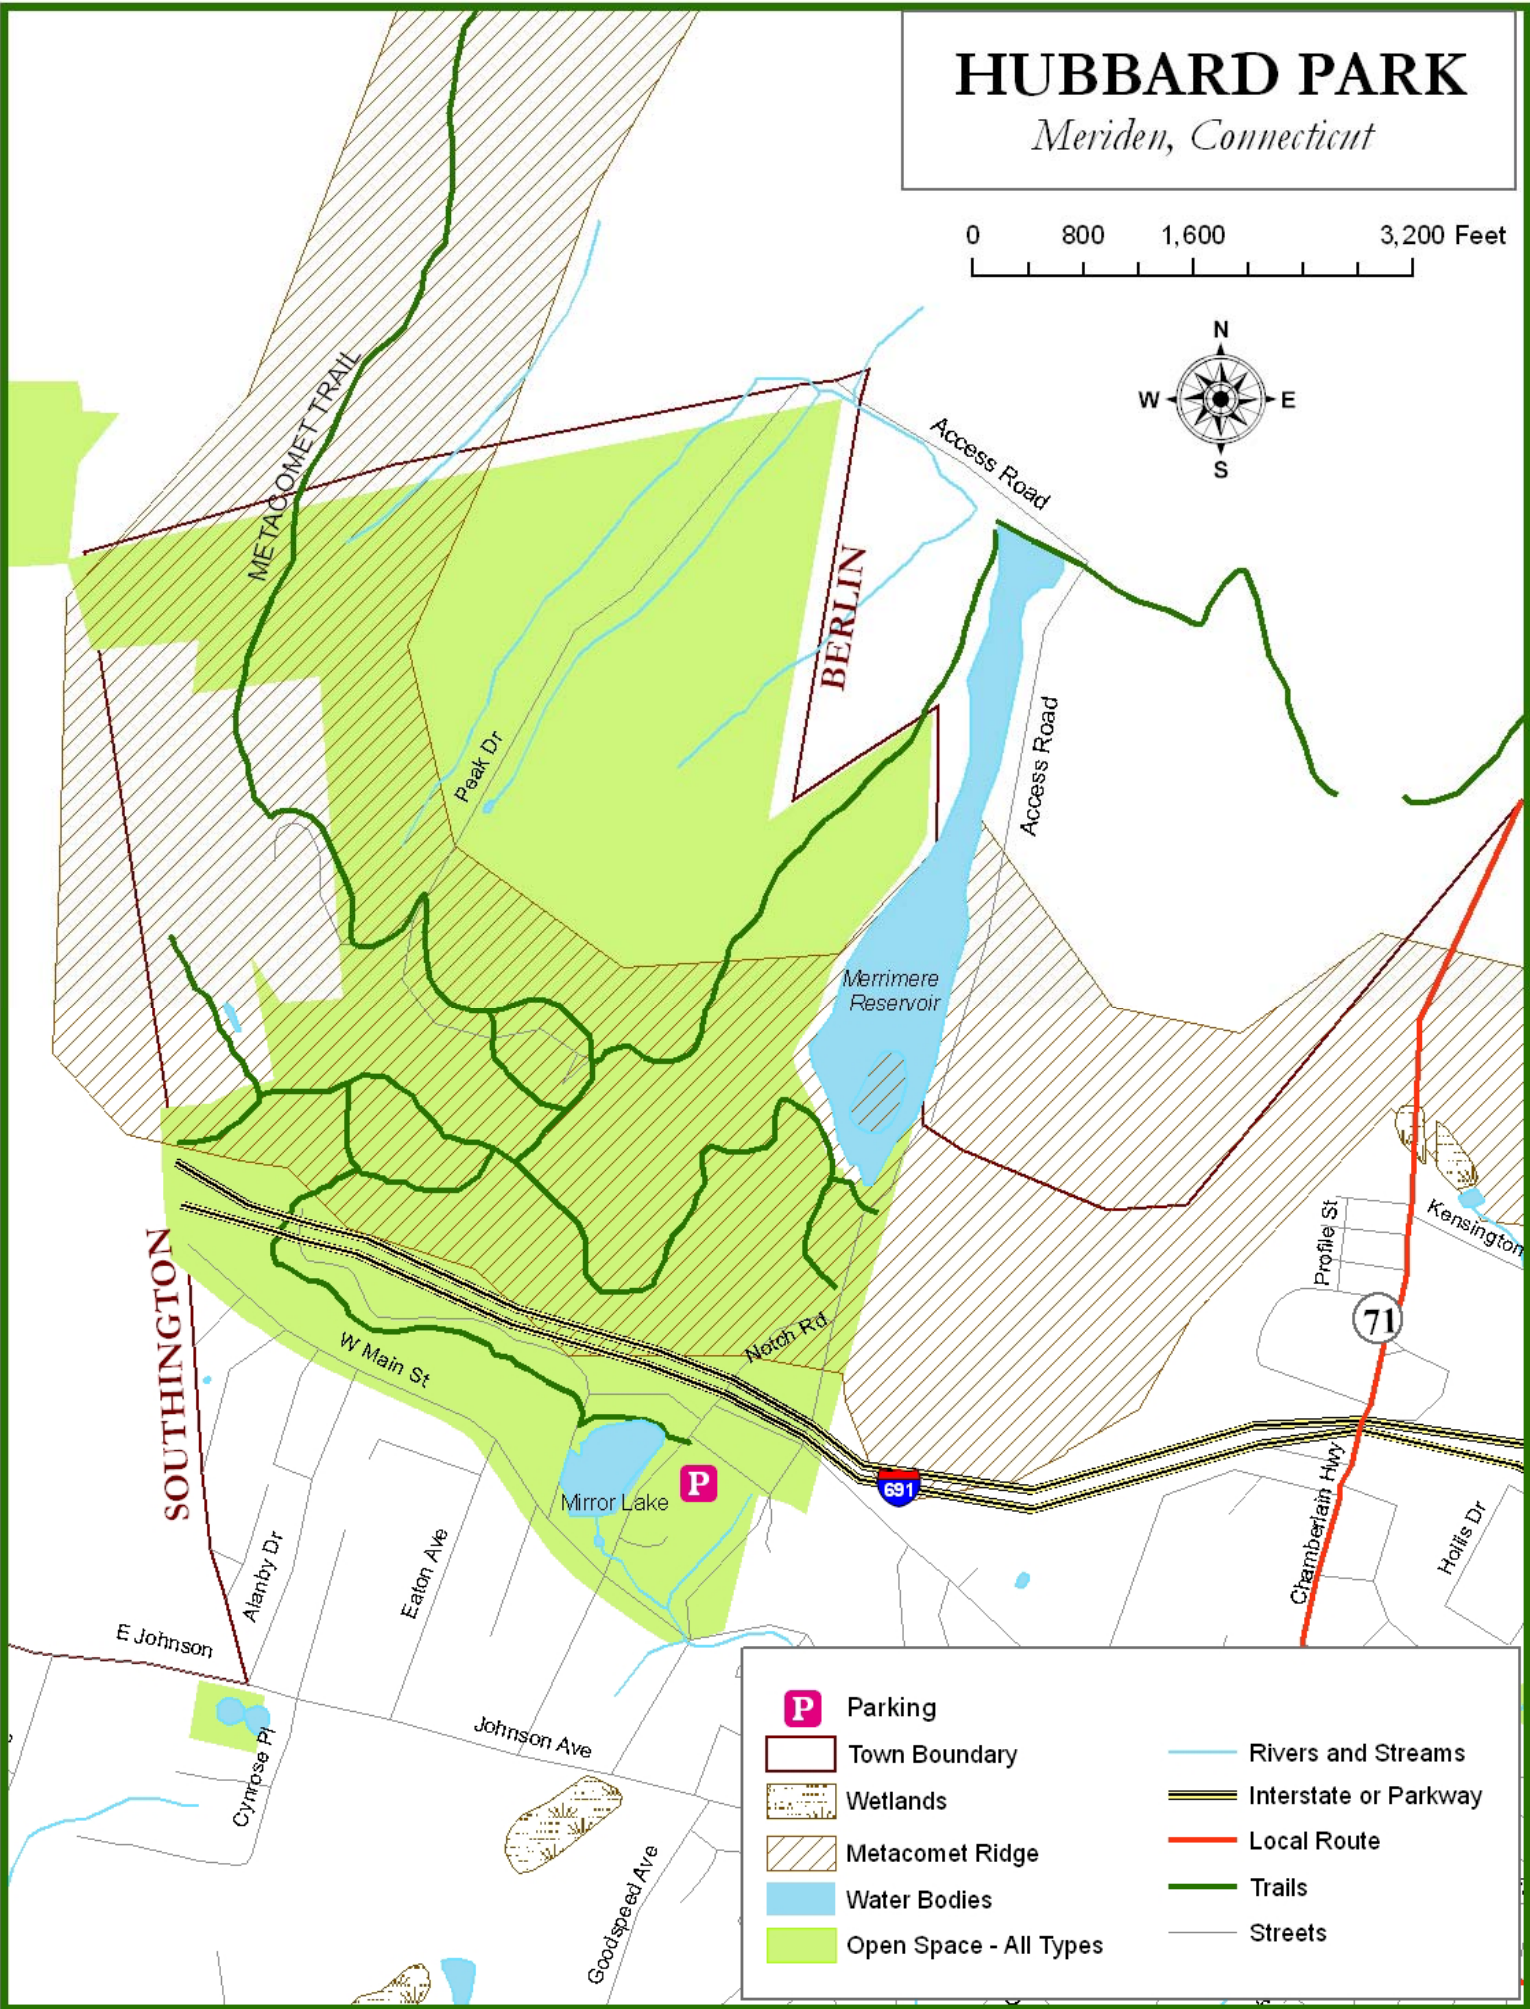 HUBBARD PARK
Meriden, Connecticut
0 800 1,600 3,200 Feet
N
W E
S
METACOMET TRAIL
Access Road
BERLIN
Peak Dr
Access Road
Merrimere
Reservoir
SOUTHINGTON
Profile St
Kensington
71
W Main St
Notch Rd
691
P
Mirror Lake
Chamberlain Hwy
Hollis Dr
Alanby Dr
Eaton Ave
E Johnson
Johnson Ave
Cynrose Pl
Goodspeed Ave
P Parking
Town Boundary
Wetlands
Metacomet Ridge
Water Bodies
Open Space - All Types
Rivers and Streams
Interstate or Parkway
Local Route
Trails
Streets